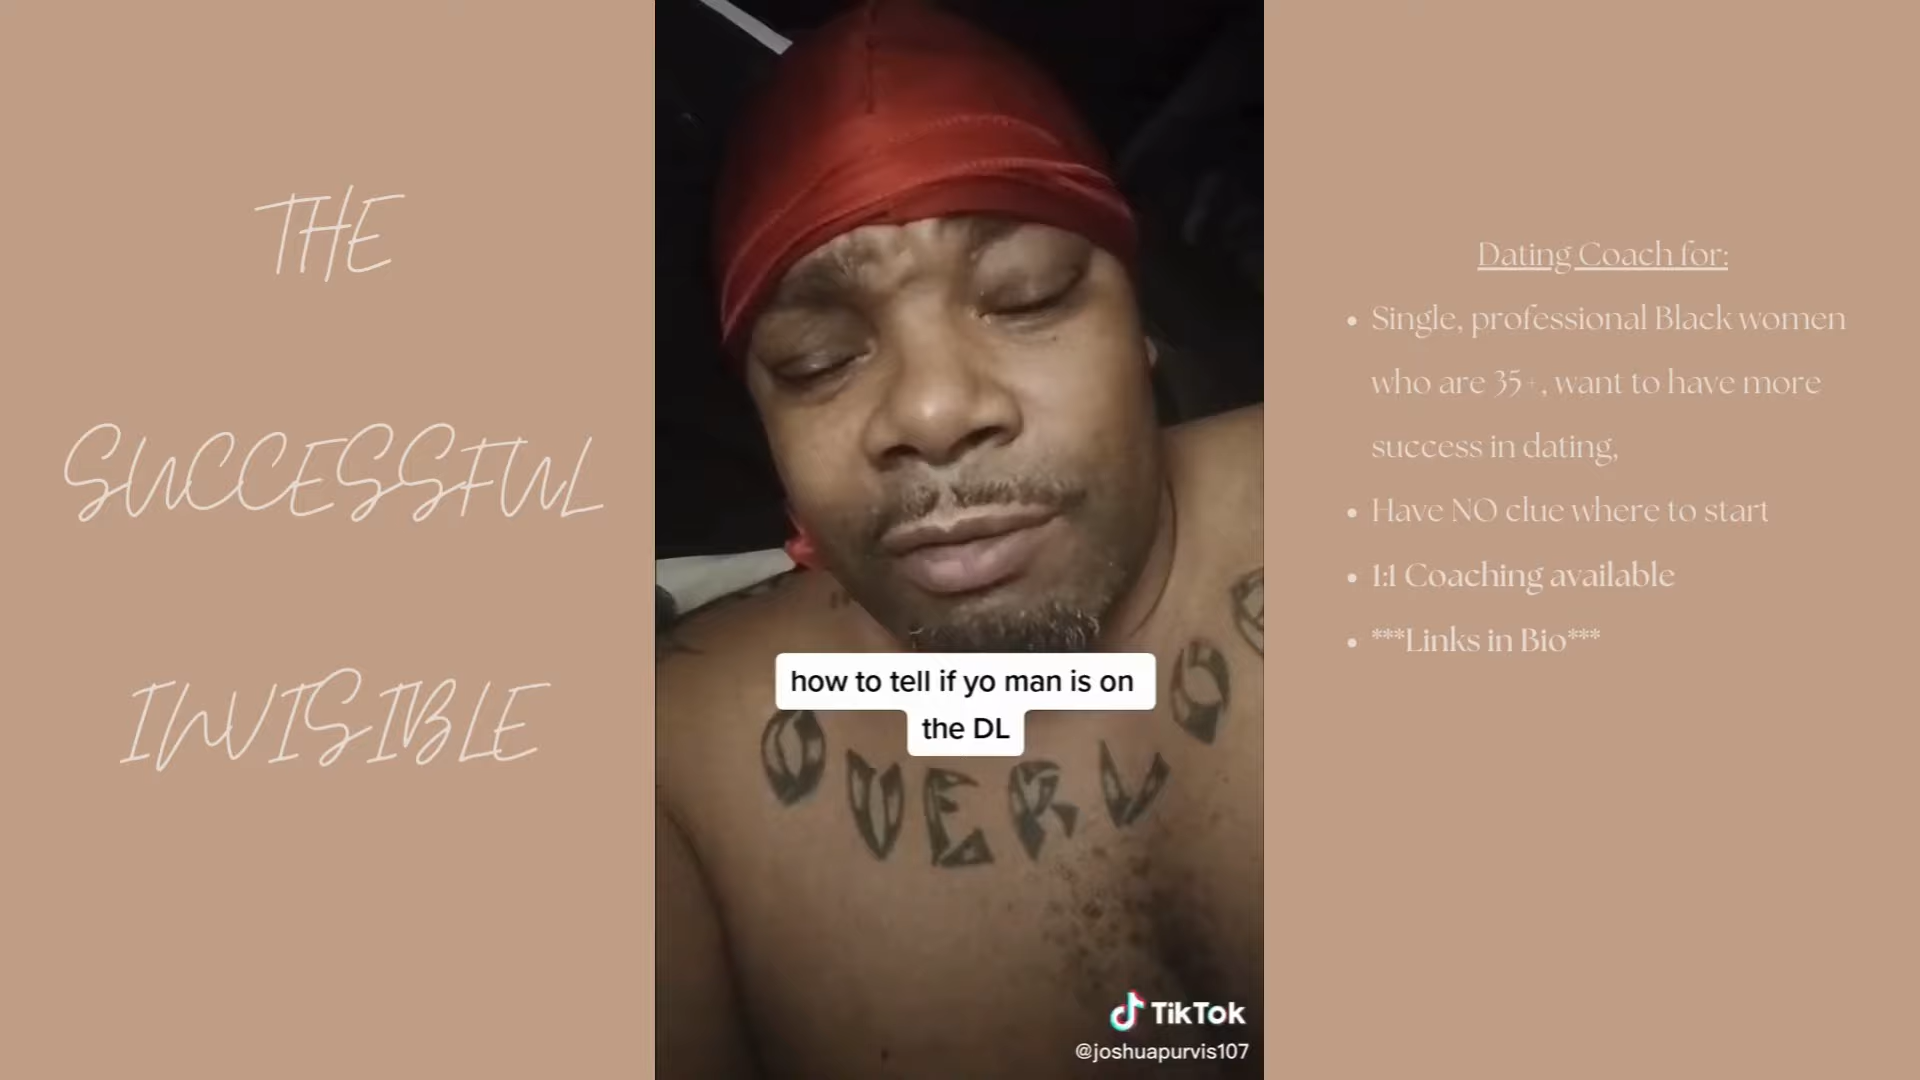 THE
SUCCESSFUL
INVISIBLE
how to tell if yo man is on
the DL
OVERLO
TikTok
@joshuapurvis107
Dating Coach for:
• Single, professional Black women
who are 35+, want to have more
success in dating,
• Have NO clue where to start
• 1:1 Coaching available
• ***Links in Bio***